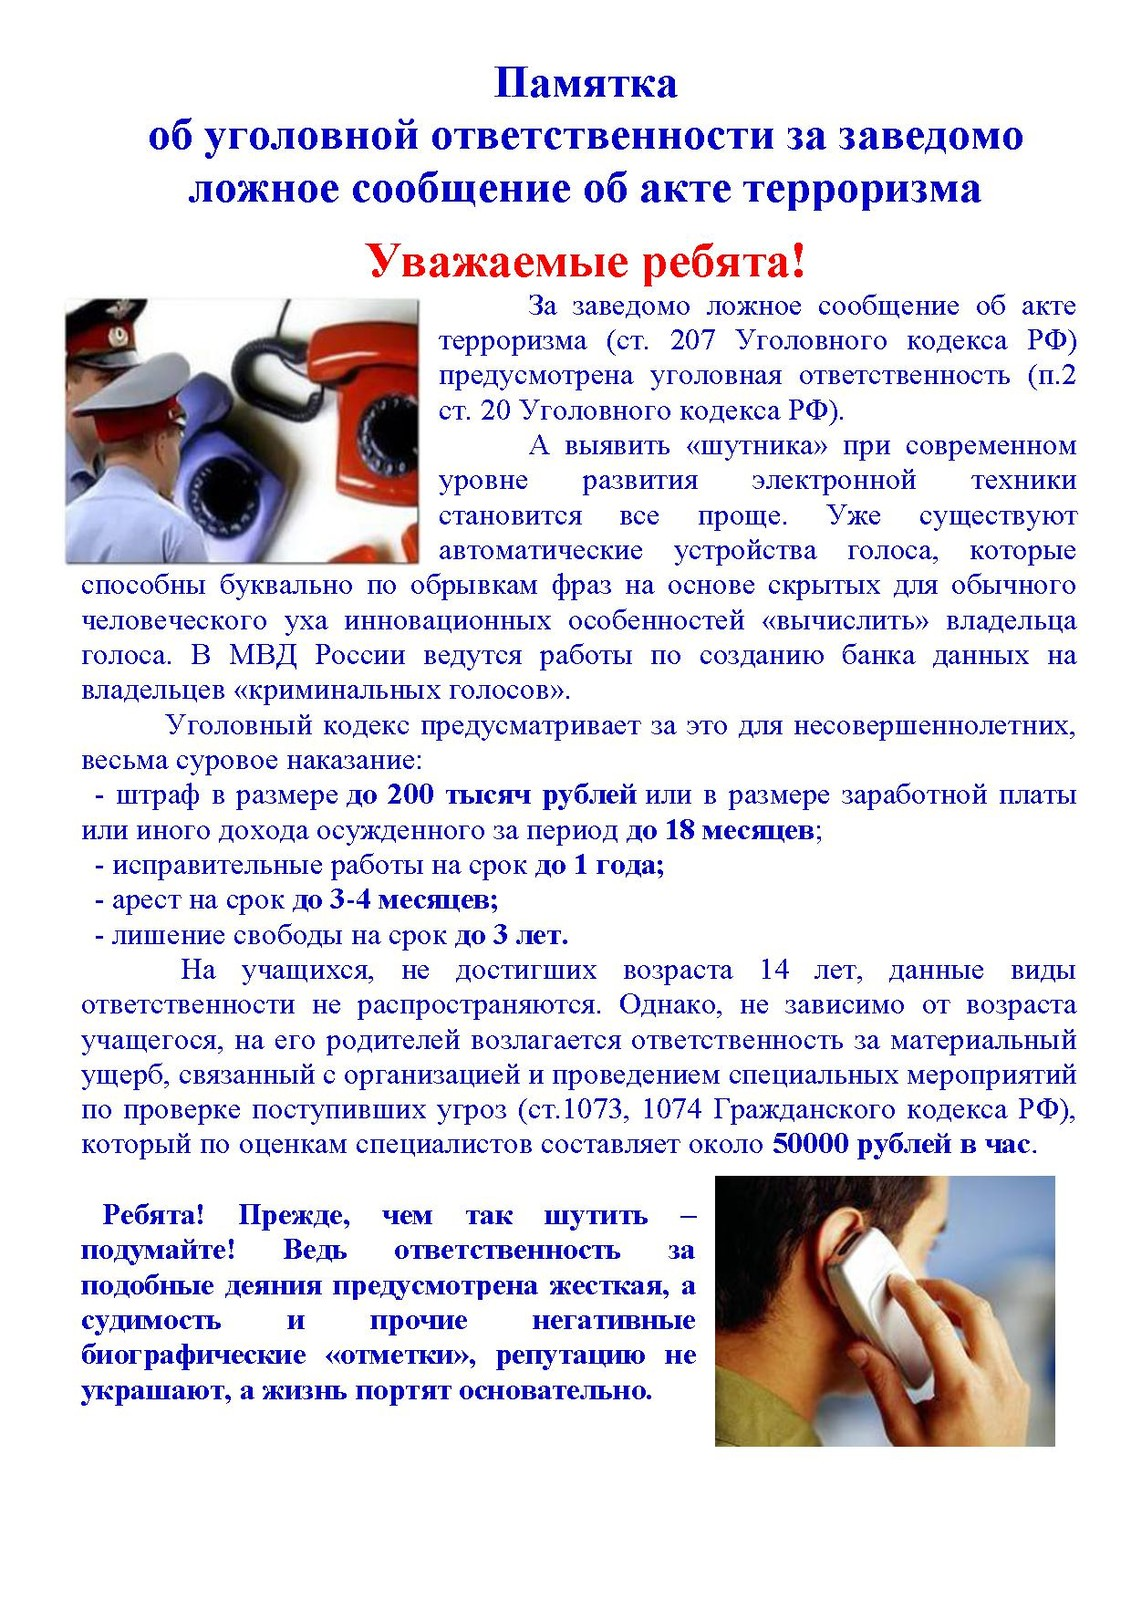 Памятка
об уголовной ответственности за заведомо
ложное сообщение об акте терроризма
Уважаемые ребята!
За заведомо ложное сообщение об акте
терроризма (ст. 207 Уголовного кодекса РФ)
предусмотрена уголовная ответственность (п.2
ст. 20 Уголовного кодекса РФ).
А выявить «шутника» при современном
уровне развития электронной техники
становится все проще. Уже существуют
автоматические устройства голоса, которые
способны буквально по обрывкам фраз на основе скрытых для обычного
человеческого уха инновационных особенностей «вычислить» владельца
голоса. В МВД России ведутся работы по созданию банка данных на
владельцев «криминальных голосов».
Уголовный кодекс предусматривает за это для несовершеннолетних,
весьма суровое наказание:
- штраф в размере до 200 тысяч рублей или в размере заработной платы
или иного дохода осужденного за период до 18 месяцев;
- исправительные работы на срок до 1 года;
- арест на срок до 3-4 месяцев;
- лишение свободы на срок до 3 лет.
На учащихся, не достигших возраста 14 лет, данные виды
ответственности не распространяются. Однако, не зависимо от возраста
учащегося, на его родителей возлагается ответственность за материальный
ущерб, связанный с организацией и проведением специальных мероприятий
по проверке поступивших угроз (ст.1073, 1074 Гражданского кодекса РФ),
который по оценкам специалистов составляет около 50000 рублей в час.
Ребята! Прежде, чем так шутить –
подумайте! Ведь ответственность за
подобные деяния предусмотрена жесткая, а
судимость и прочие негативные
биографические «отметки», репутацию не
украшают, а жизнь портят основательно.